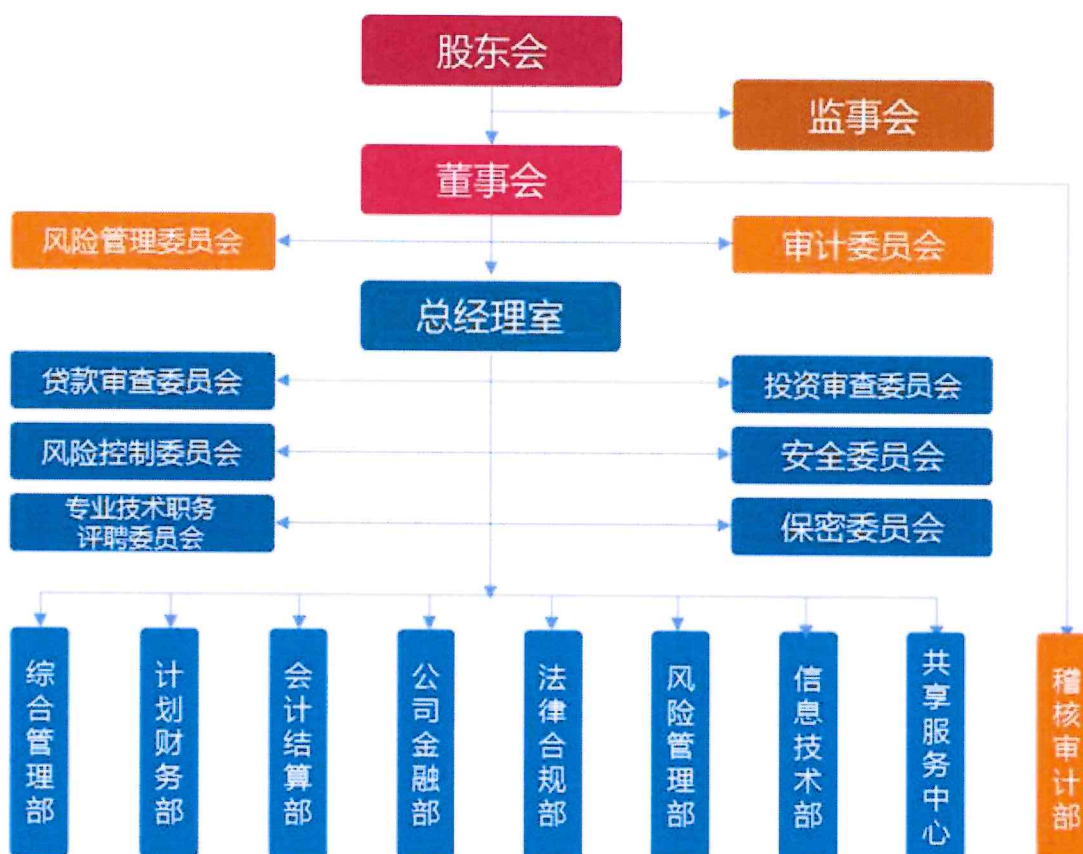 股东会
监事会
董事会
风险管理委员会
审计委员会
总经理室
贷款审查委员会
投资审查委员会
风险控制委员会
安全委员会
专业技术职务
评聘委员会
保密委员会
综合管理部
计划财务部
会计结算部
公司金融部
法律合规部
风险管理部
信息技术部
共享服务中心
稽核审计部